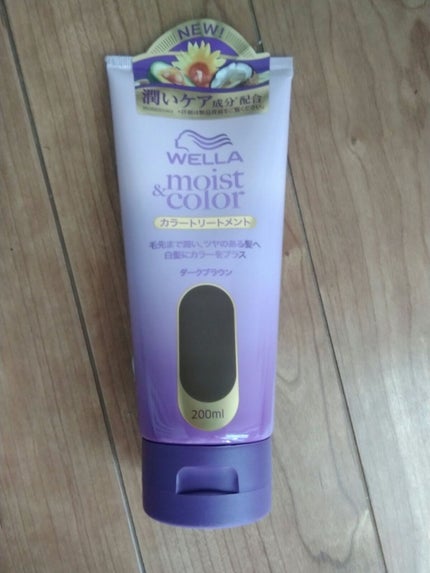 NEW!
潤いケア成分*配合
WELLA
moist
&color
カラートリートメント
毛先まで潤い、ツヤのある髪へ
白髪にカラーをプラス
ダークブラウン
200ml